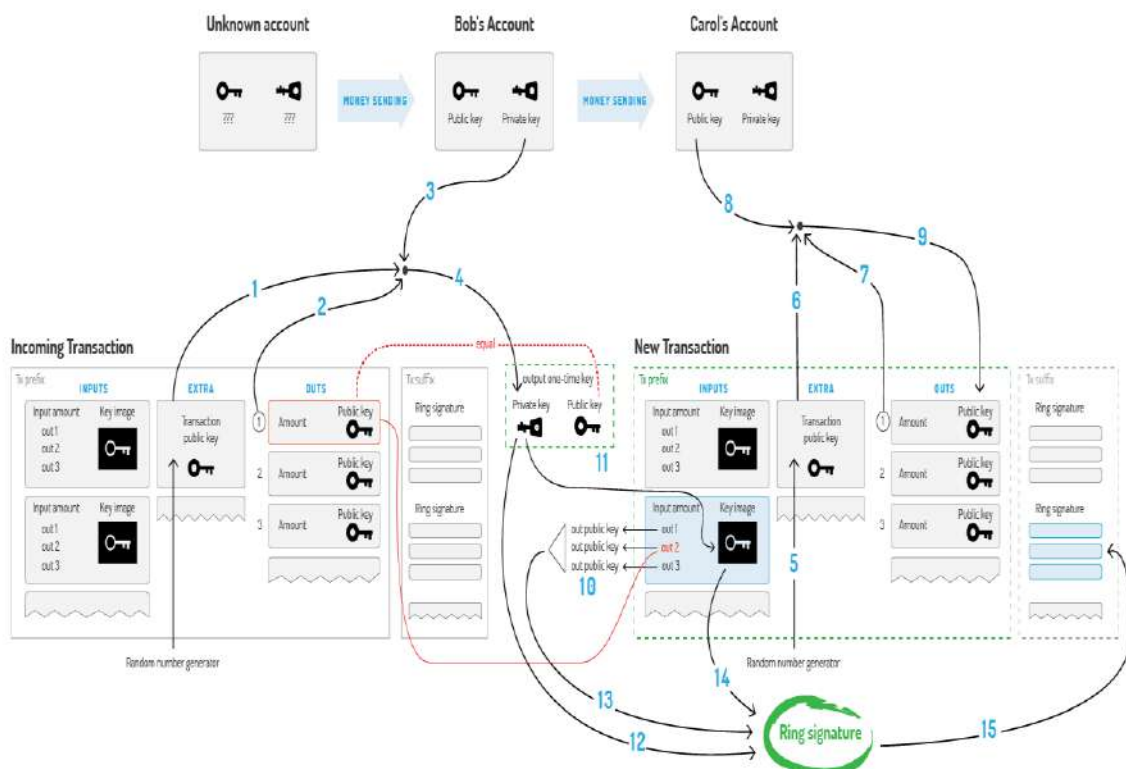 Unknown account
Bob's Account
Carol's Account
???
???
MONEY SENDING
Public key
Private key
MONEY SENDING
Public key
Private key
3
8
9
1
2
4
6
7
Incoming Transaction
New Transaction
equal
Tx prefix
INPUTS
EXTRA
OUTS
Tx suffix
output one-time key
Tx prefix
INPUTS
EXTRA
OUTS
Tx suffix
Input amount
Key image
out 1
out 2
out 3
Transaction
public key
1
Amount
Public key
Ring signature
Private key
Public key
Input amount
Key image
out 1
out 2
out 3
Transaction
public key
1
Amount
Public key
Ring signature
2
Amount
Public key
11
2
Amount
Public key
Input amount
Key image
out 1
out 2
out 3
3
Amount
Public key
Ring signature
out public key
out public key
out public key
10
Input amount
Key image
out 1
out 2
out 3
5
3
Amount
Public key
Ring signature
Random number generator
Random number generator
14
13
12
Ring signature
15